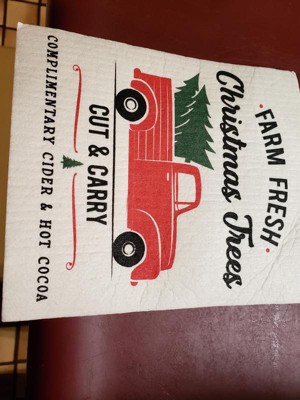 FARM FRESH
Christmas Trees
CUT & CARRY
COMPLIMENTARY CIDER & HOT COCOA